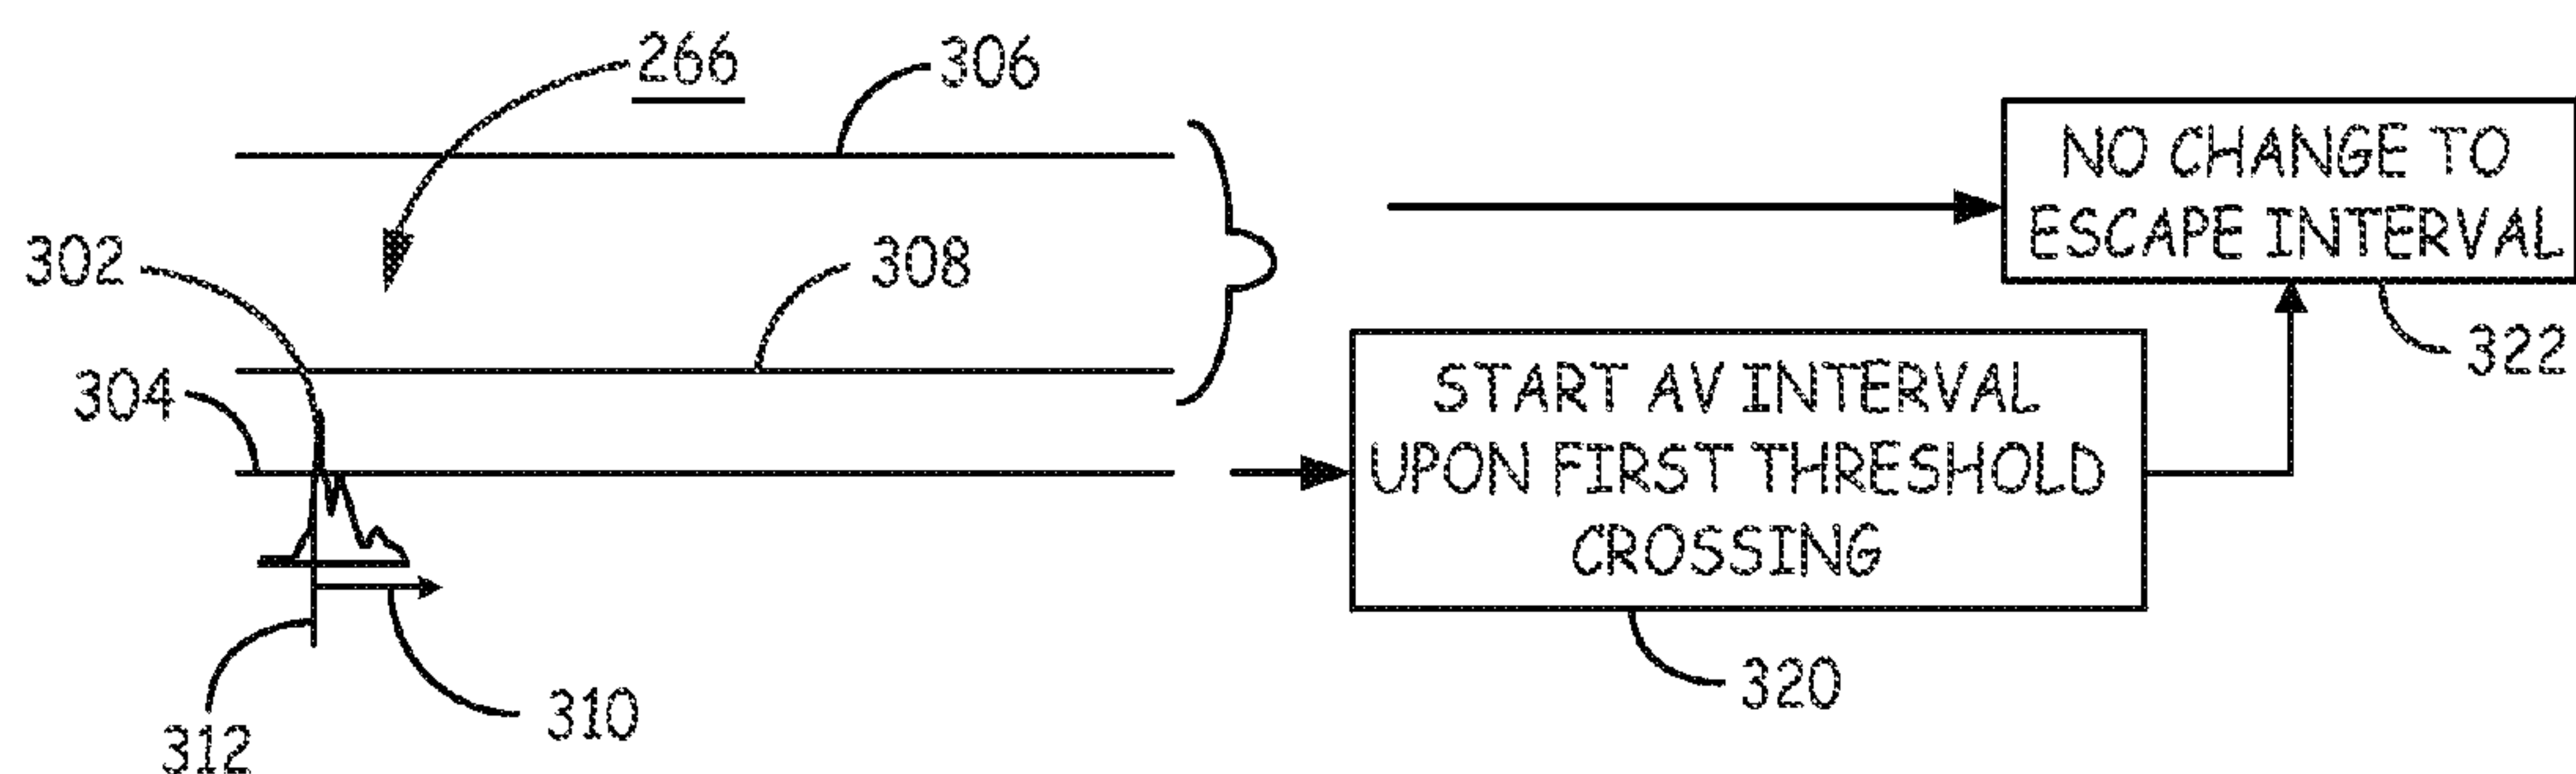 266
306
NO CHANGE TO
ESCAPE INTERVAL
302
308
322
304
START AV INTERVAL
UPON FIRST THRESHOLD
CROSSING
320
310
312